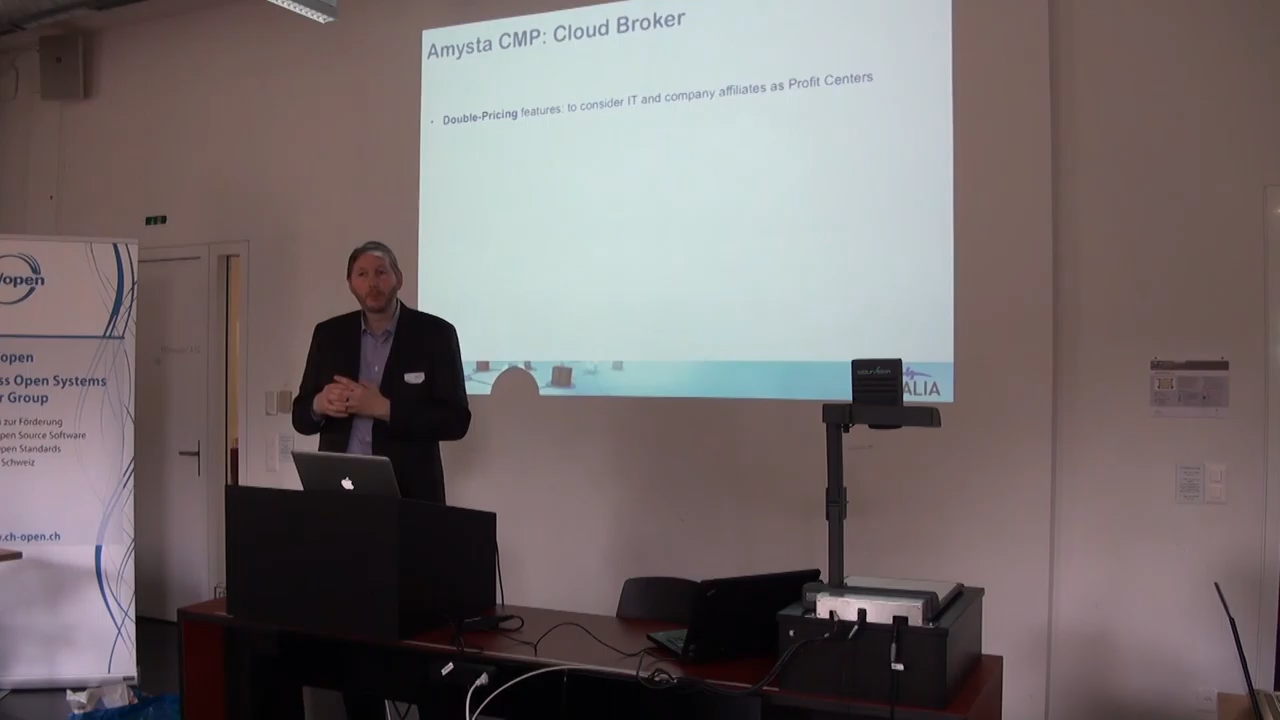 Amysta CMP: Cloud Broker
• Double-Pricing features: to consider IT and company affiliates as Profit Centers
ALIA
/open
open
ss Open Systems
r Group
zur Förderung
pen Source Software
pen Standards
Schweiz
.ch-open.ch